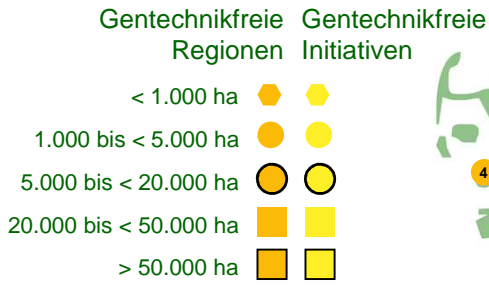 Gentechnikfreie Gentechnikfreie
Regionen Initiativen
< 1.000 ha
1.000 bis < 5.000 ha
5.000 bis < 20.000 ha
4
20.000 bis < 50.000 ha
> 50.000 ha